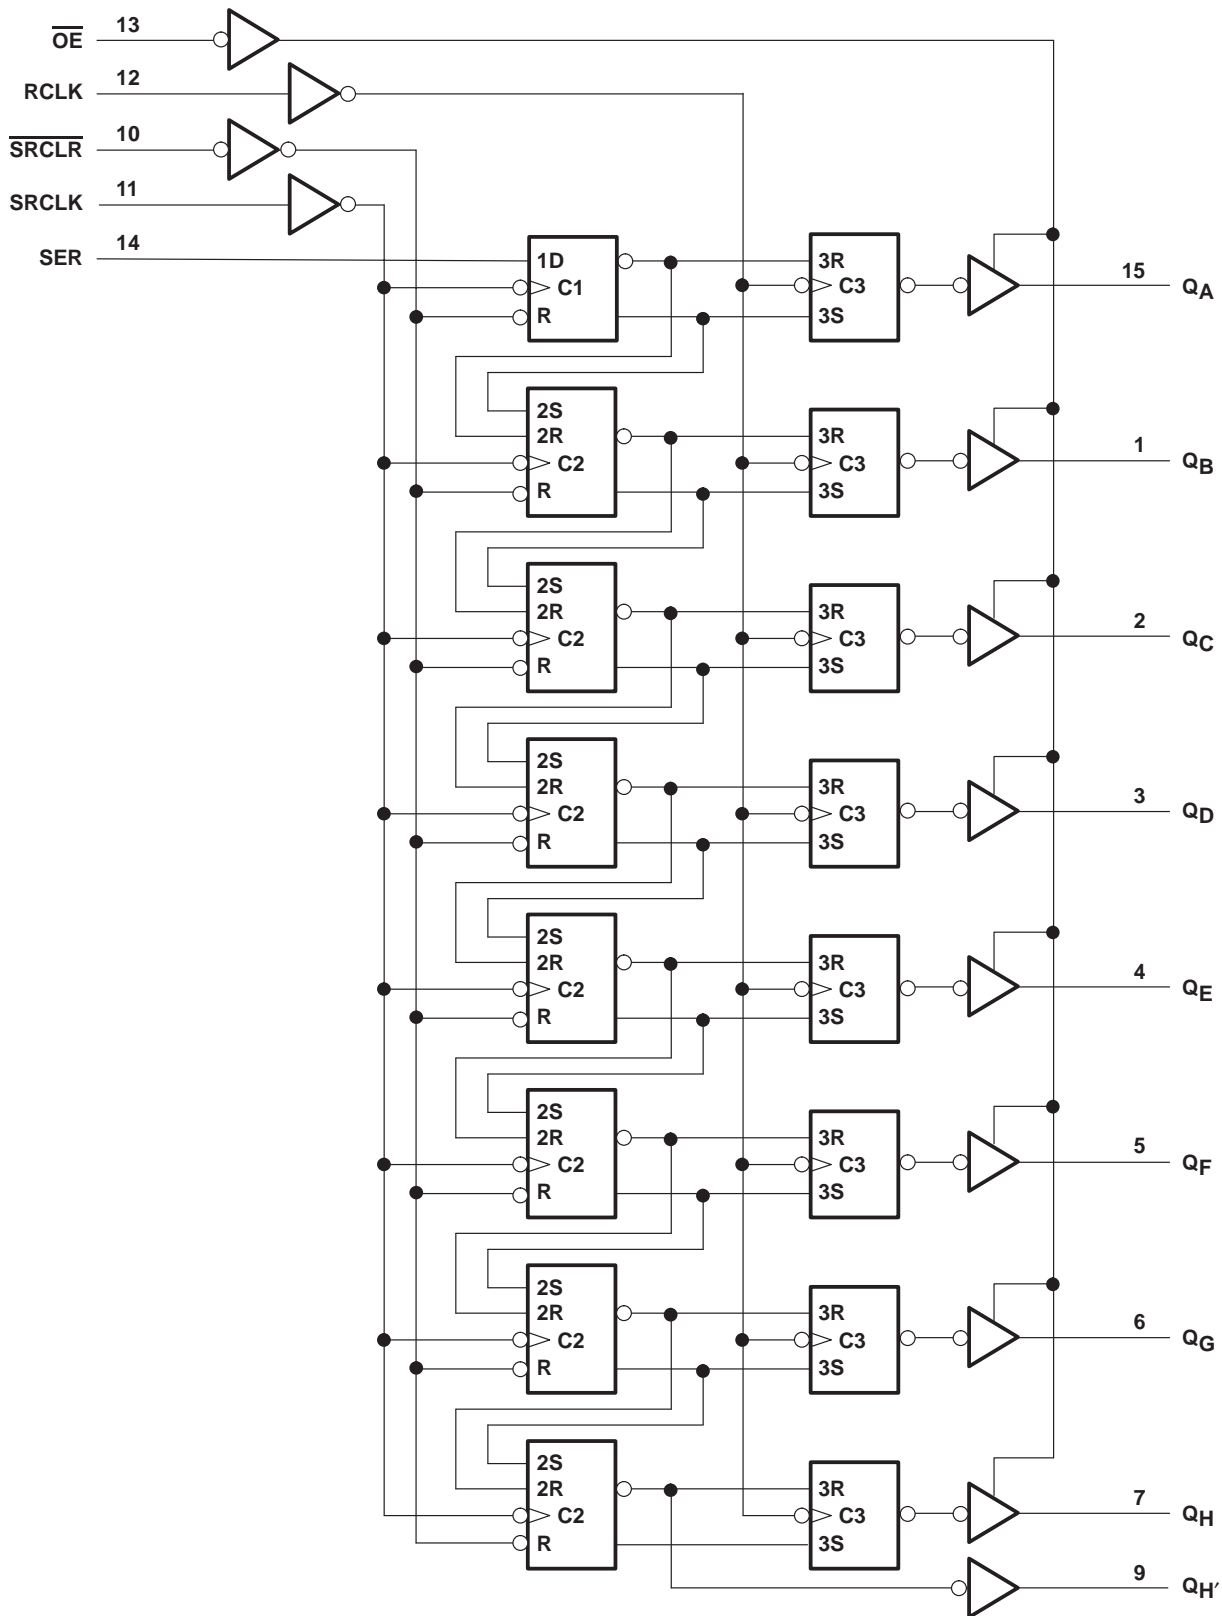 OE 13
RCLK 12
SRCLR 10
SRCLK 11
SER 14
1D
C1
R
3R
C3
3S
15 QA
2S
2R
C2
R
3R
C3
3S
1 QB
2S
2R
C2
R
3R
C3
3S
2 QC
2S
2R
C2
R
3R
C3
3S
3 QD
2S
2R
C2
R
3R
C3
3S
4 QE
2S
2R
C2
R
3R
C3
3S
5 QF
2S
2R
C2
R
3R
C3
3S
6 QG
2S
2R
C2
R
3R
C3
3S
7 QH
9 QH′